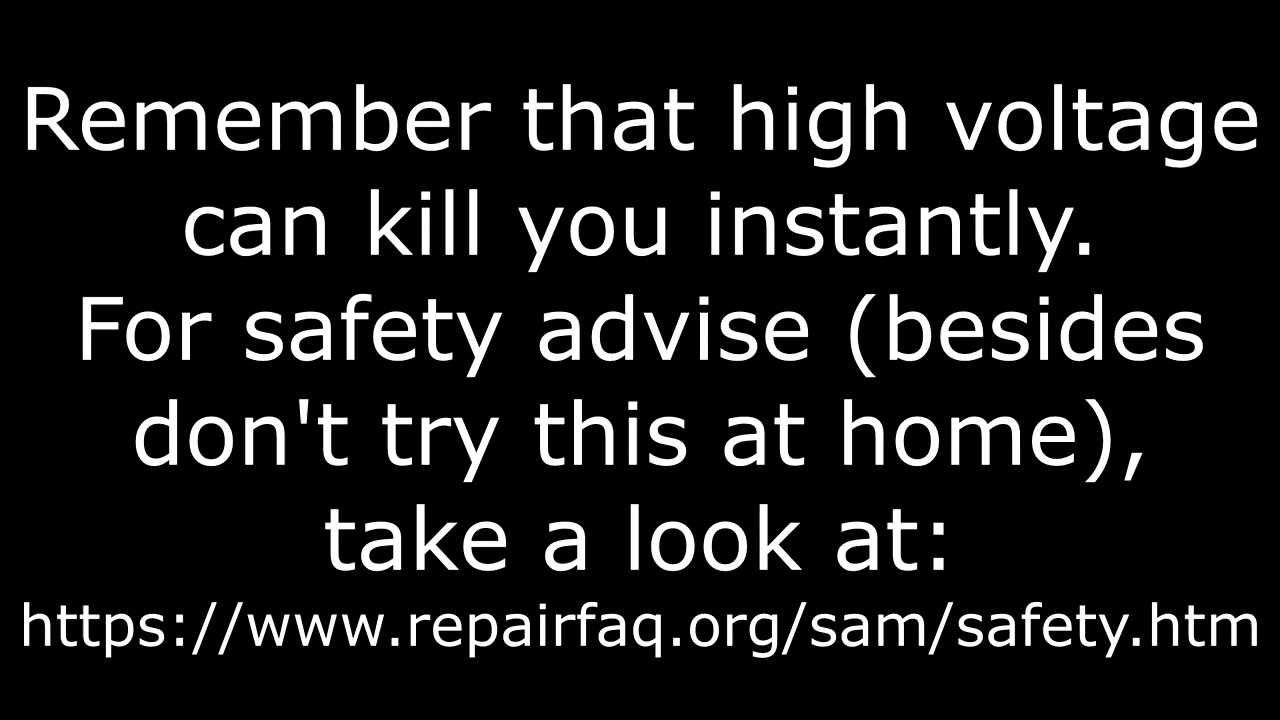 Remember that high voltage
can kill you instantly.
For safety advise (besides
don't try this at home),
take a look at:
https://www.repairfaq.org/sam/safety.htm